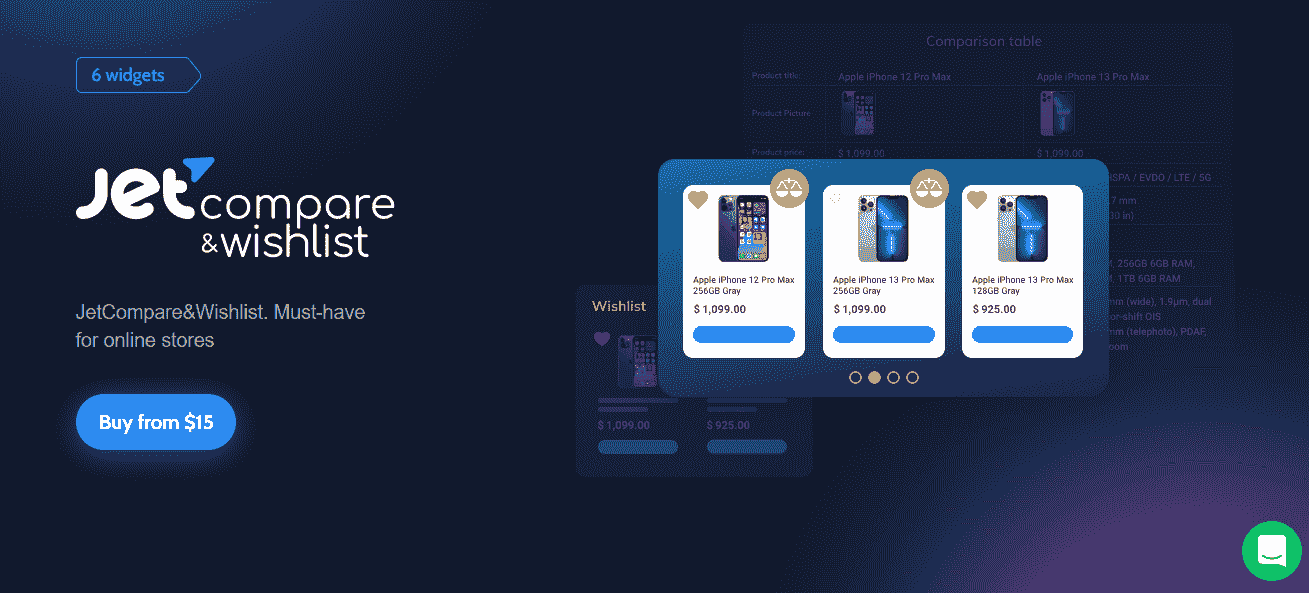 6 widgets
Jet compare
&wishlist
JetCompare&Wishlist. Must-have
for online stores
Buy from $15
Comparison table
Product title: Apple iPhone 12 Pro Max Apple iPhone 13 Pro Max
Product Picture
Product price: $ 1,099.00 $ 1,099.00
HSPA / EVDO / LTE / 5G
Wishlist
$ 1,099.00 $ 925.00
Apple iPhone 12 Pro Max
256GB Gray
$ 1,099.00
Apple iPhone 13 Pro Max
256GB Gray
$ 1,099.00
Apple iPhone 13 Pro Max
128GB Gray
$ 925.00
7 mm
256GB 6GB RAM,
1TB 6GB RAM
mm (wide), 1.9μm, dual
or-shift OIS
mm (telephoto), PDAF,
oom